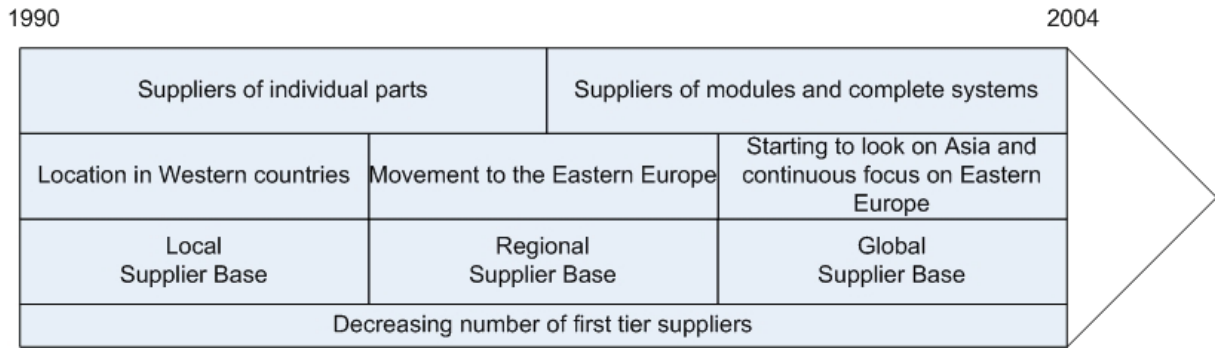 1990
2004
Suppliers of individual parts
Suppliers of modules and complete systems
Location in Western countries
Movement to the Eastern Europe
Starting to look on Asia and
continuous focus on Eastern
Europe
Local
Supplier Base
Regional
Supplier Base
Global
Supplier Base
Decreasing number of first tier suppliers